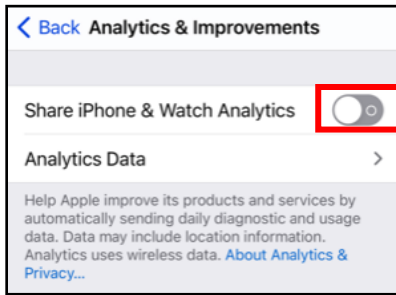 Back Analytics & Improvements
Share iPhone & Watch Analytics
Analytics Data
Help Apple improve its products and services by
automatically sending daily diagnostic and usage
data. Data may include location information.
Analytics uses wireless data. About Analytics &
Privacy...